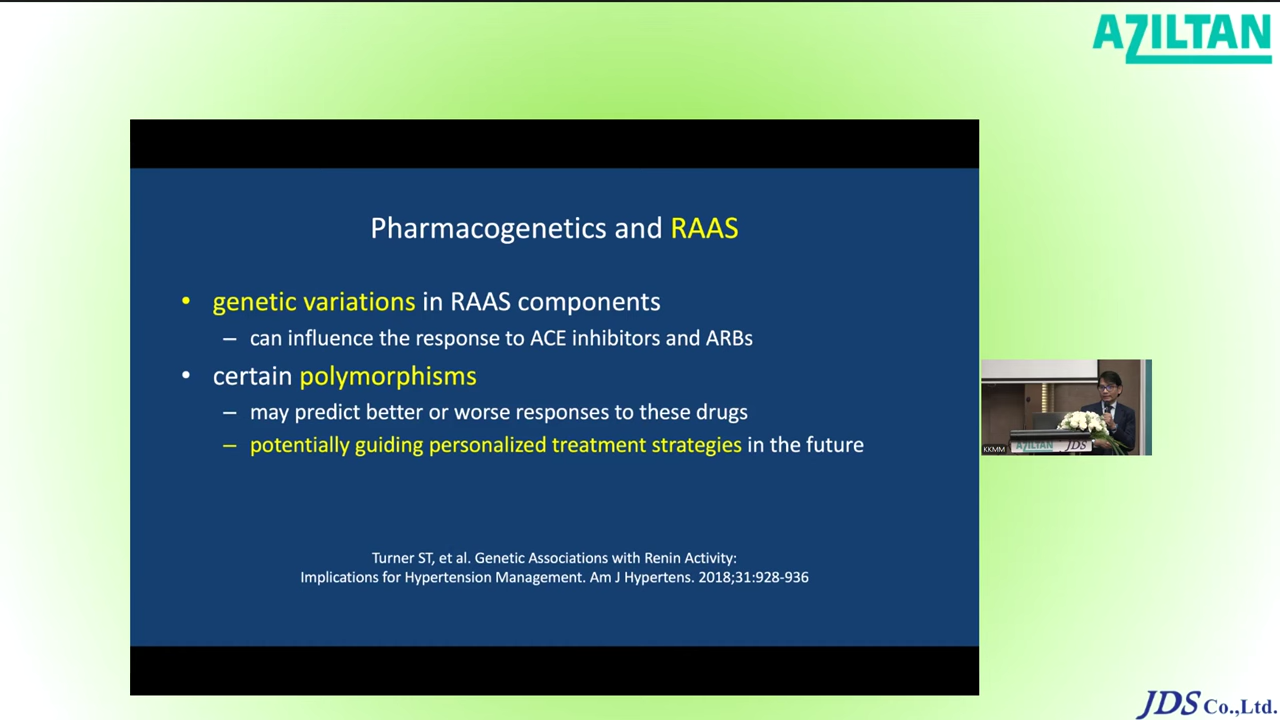 AZILTAN
Pharmacogenetics and RAAS
• genetic variations in RAAS components
– can influence the response to ACE inhibitors and ARBs
• certain polymorphisms
– may predict better or worse responses to these drugs
– potentially guiding personalized treatment strategies in the future
Turner ST, et al. Genetic Associations with Renin Activity:
Implications for Hypertension Management. Am J Hypertens. 2018;31:928-936
KKMM
AZILTAN
JDS
JDS Co.,Ltd.